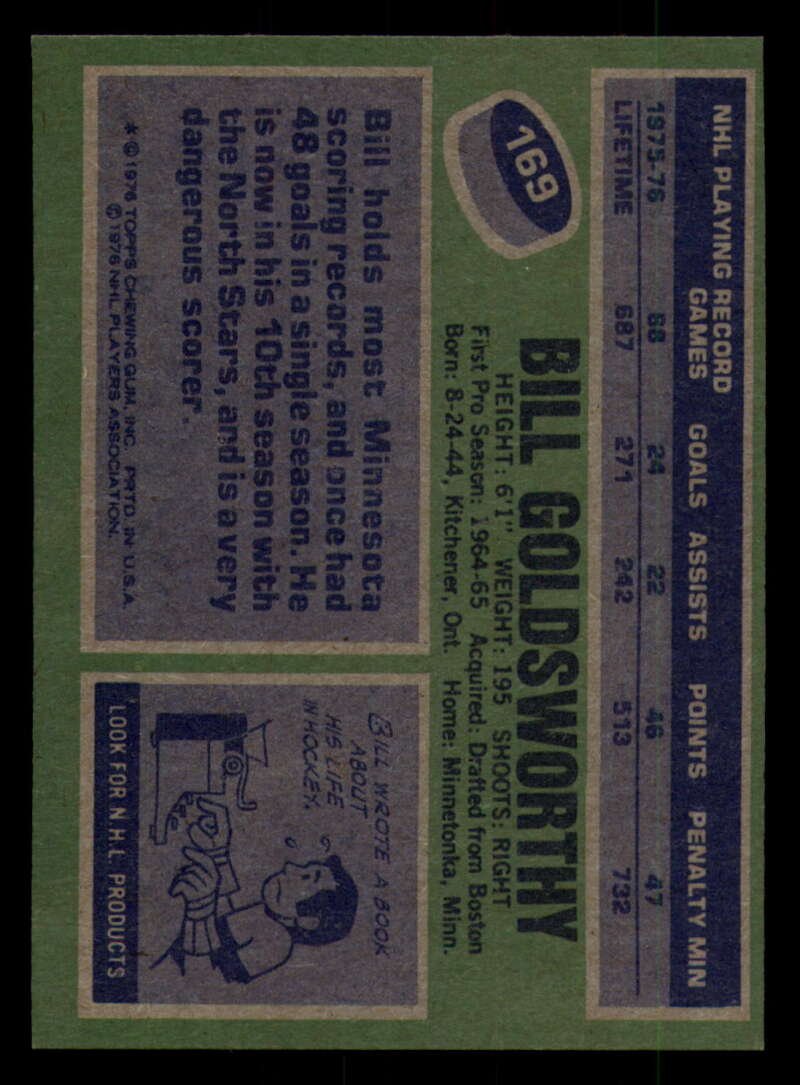 NHL PLAYING RECORD
GAMES GOALS ASSISTS POINTS PENALTY MIN
1975-76 68 24 22 46 47
LIFETIME 687 271 242 513 732
169
BILL GOLDSWORTHY
HEIGHT: 6'1" WEIGHT: 195 SHOOTS: RIGHT
First Pro Season: 1964-65 Acquired: Drafted from Boston
Born: 8-24-44, Kitchener, Ont. Home: Minnetonka, Minn.
Bill holds most Minnesota
scoring records, and once had
48 goals in a single season. He
is now in his 10th season with
the North Stars, and is a very
dangerous scorer.
* © 1976 TOPPS CHEWING GUM, INC. PRTD. IN U.S.A.
© 1976 NHL PLAYERS ASSOCIATION.
BILL WROTE A BOOK
ABOUT
HIS LIFE
IN HOCKEY.
LOOK FOR N.H.L. PRODUCTS